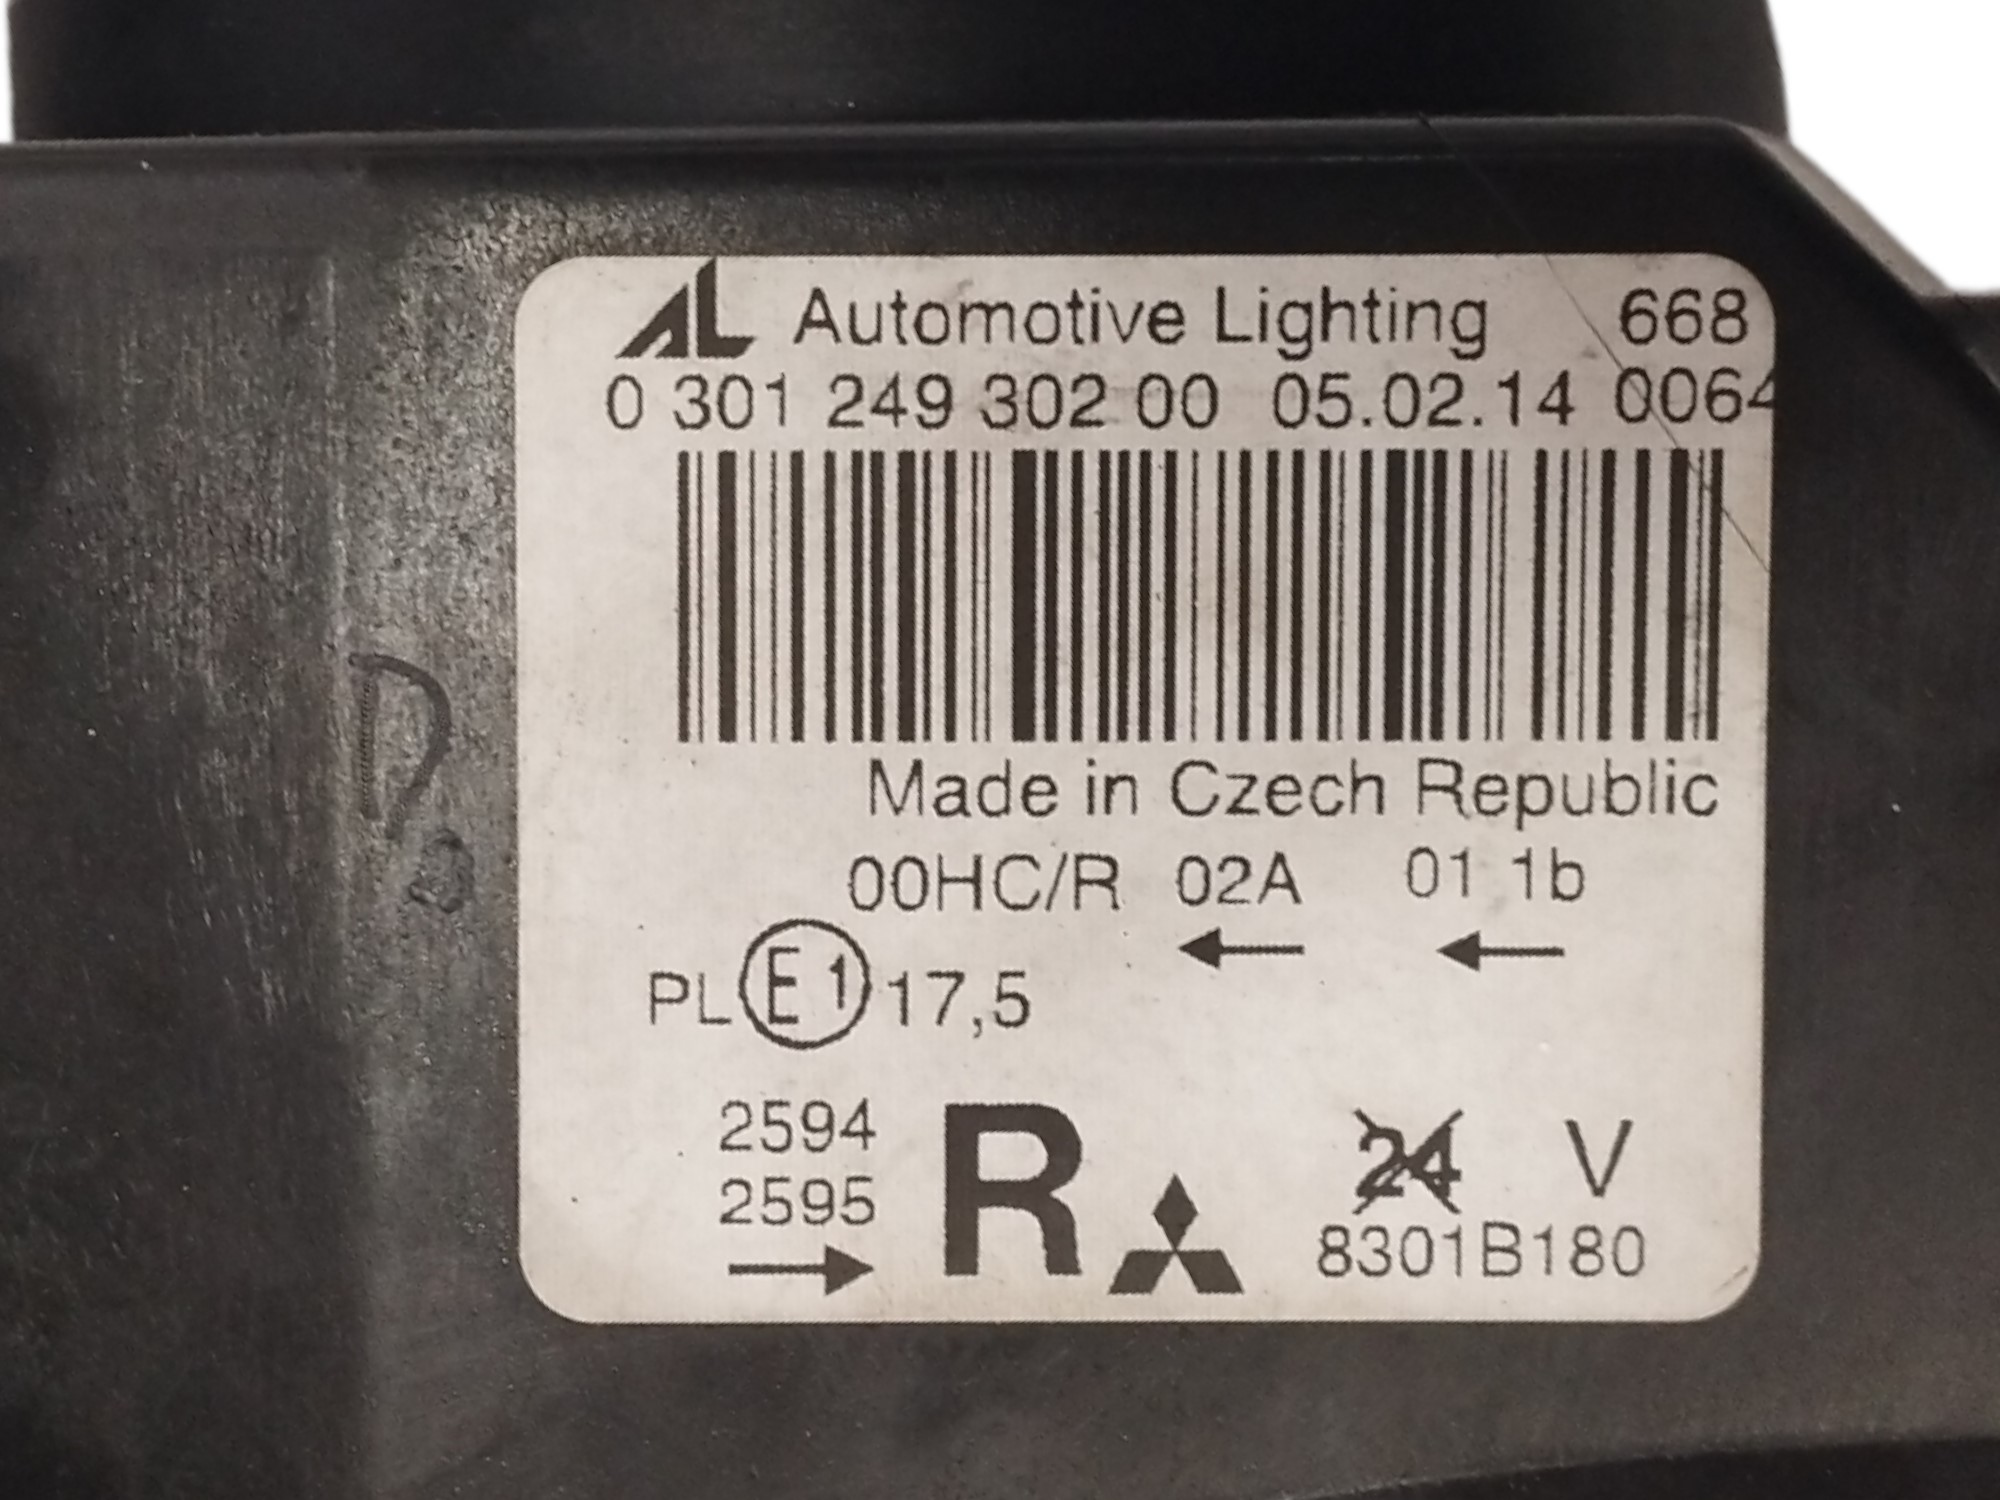 AL Automotive Lighting 668
0 301 249 302 00 05.02.14 0064
Made in Czech Republic
00HC/R 02A 01 1b
← ←
PL E1 17,5
2594
2595
→
R
24 V
8301B180
D